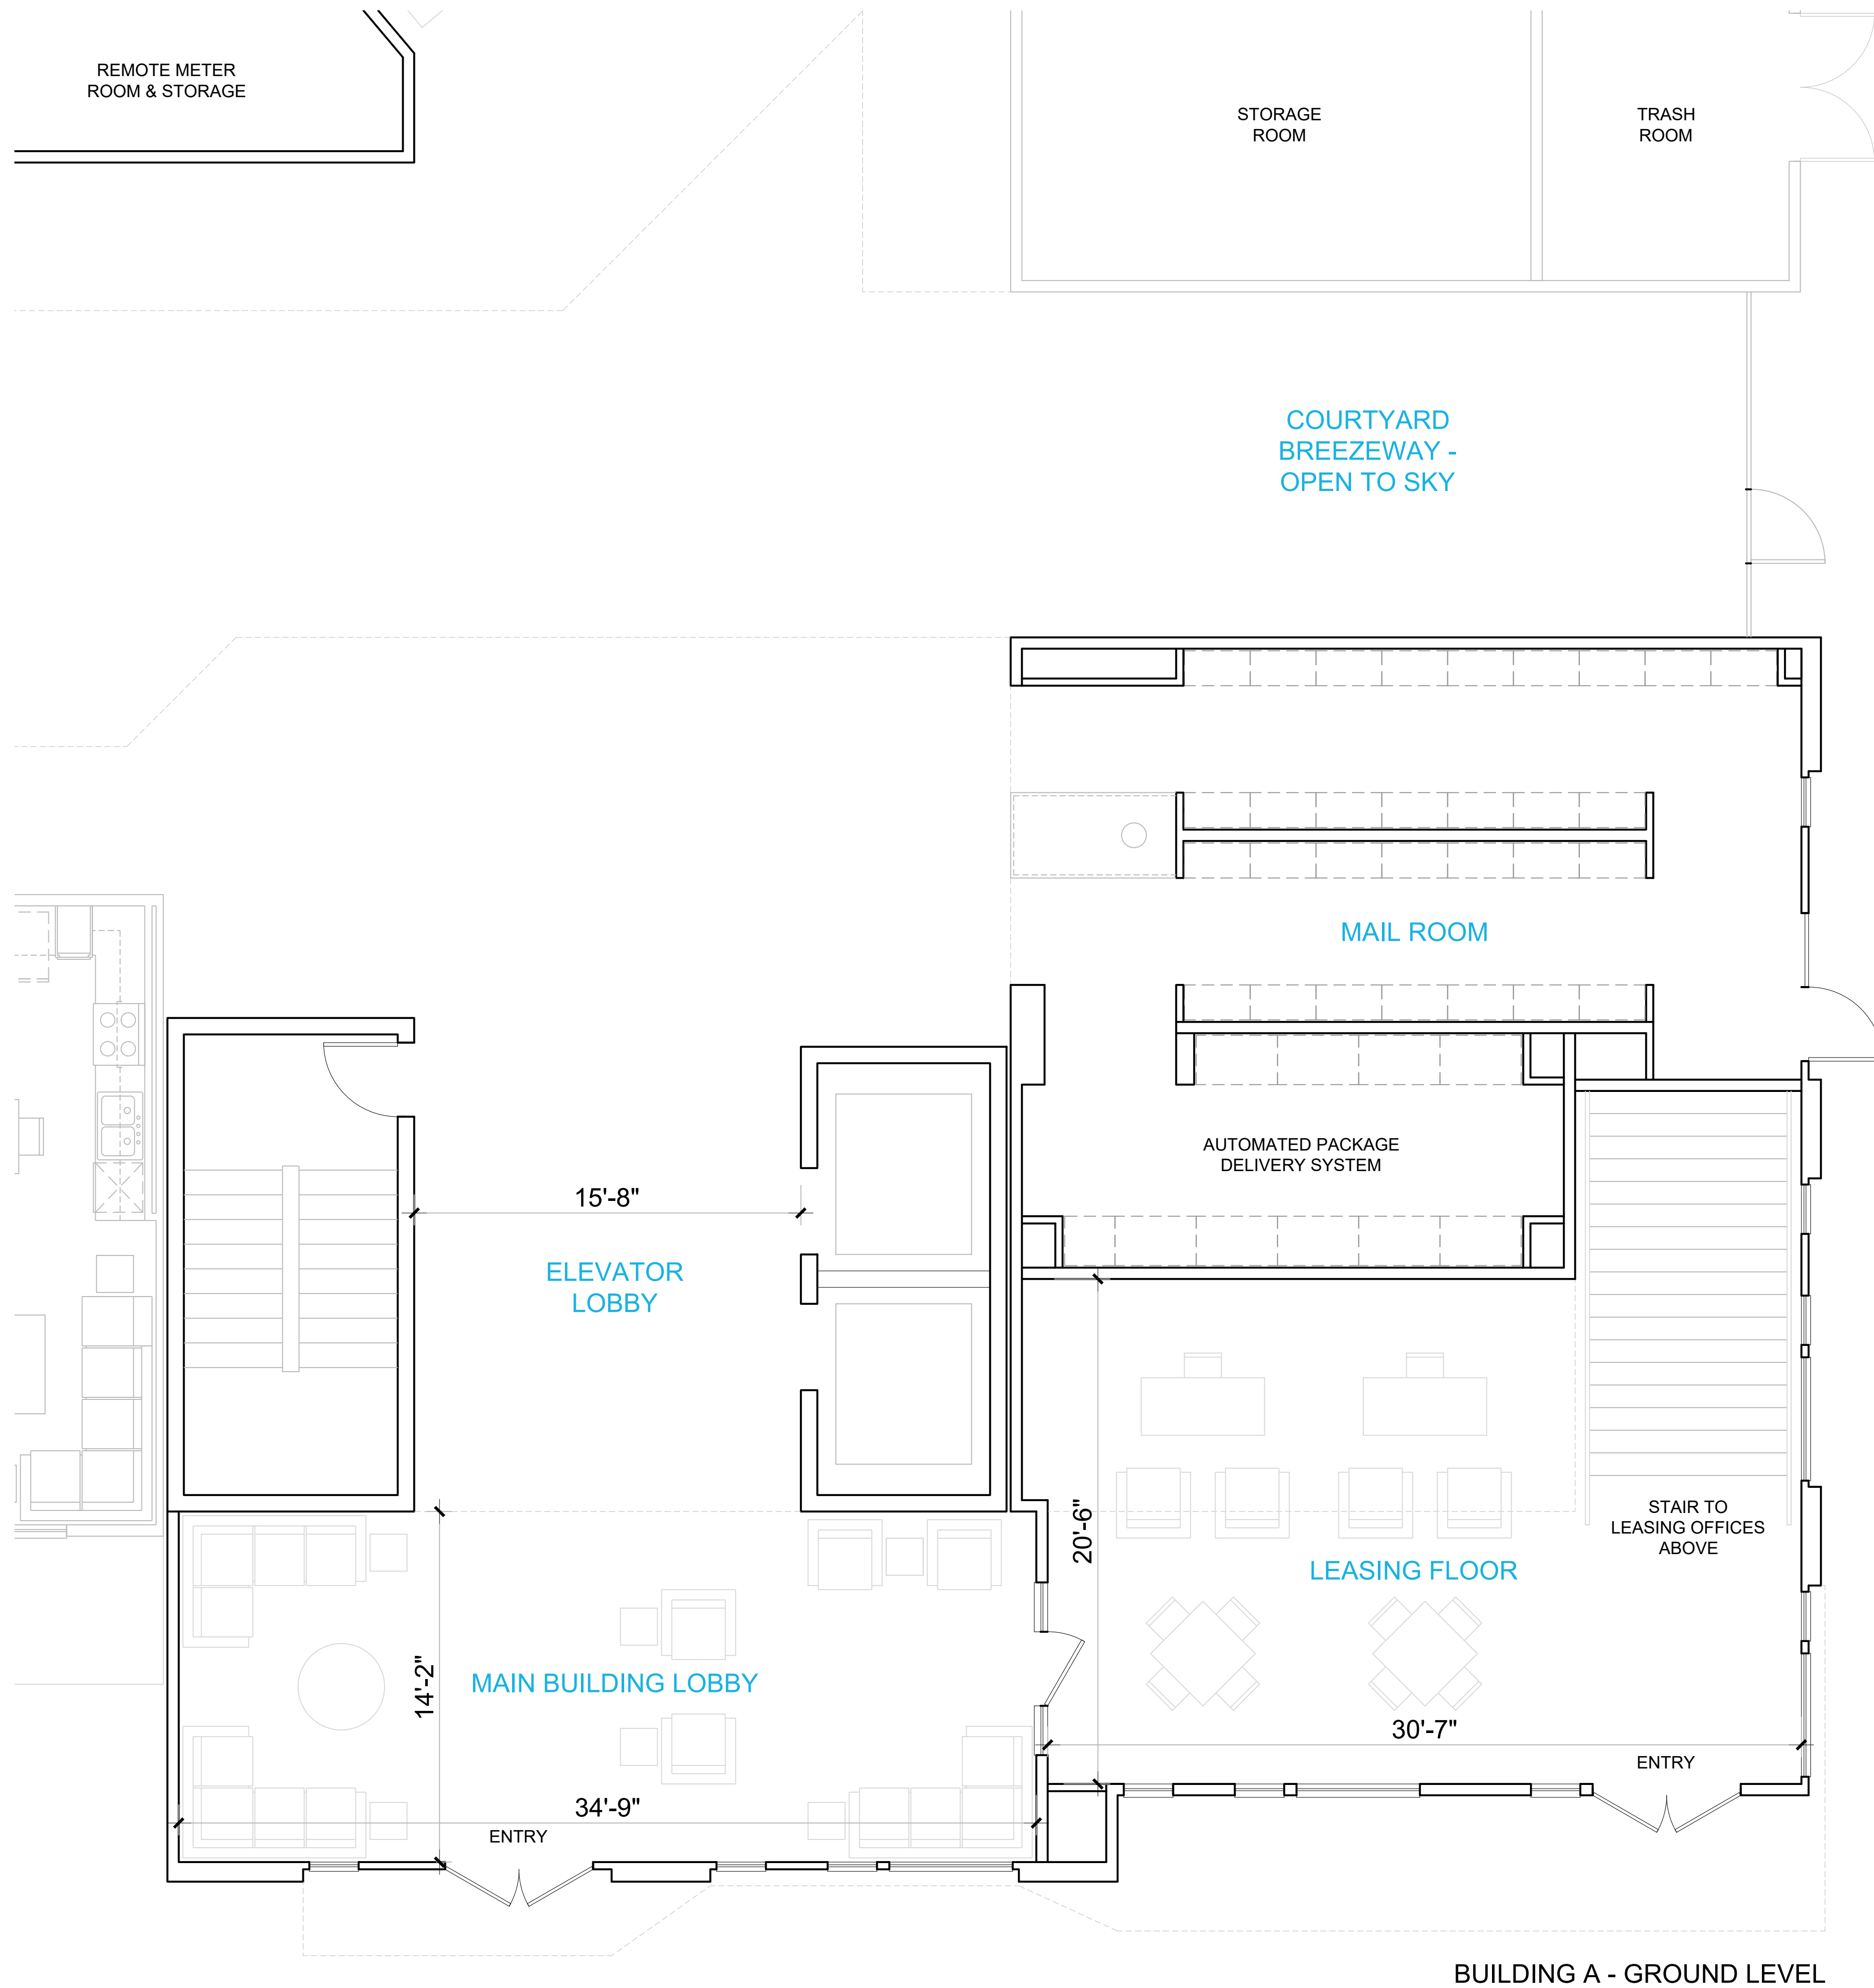 REMOTE METER
ROOM & STORAGE
STORAGE
ROOM
TRASH
ROOM
COURTYARD
BREEZEWAY -
OPEN TO SKY
MAIL ROOM
AUTOMATED PACKAGE
DELIVERY SYSTEM
15'-8"
ELEVATOR
LOBBY
20'-6"
STAIR TO
LEASING OFFICES
ABOVE
LEASING FLOOR
14'-2"
MAIN BUILDING LOBBY
30'-7"
ENTRY
34'-9"
ENTRY
BUILDING A - GROUND LEVEL